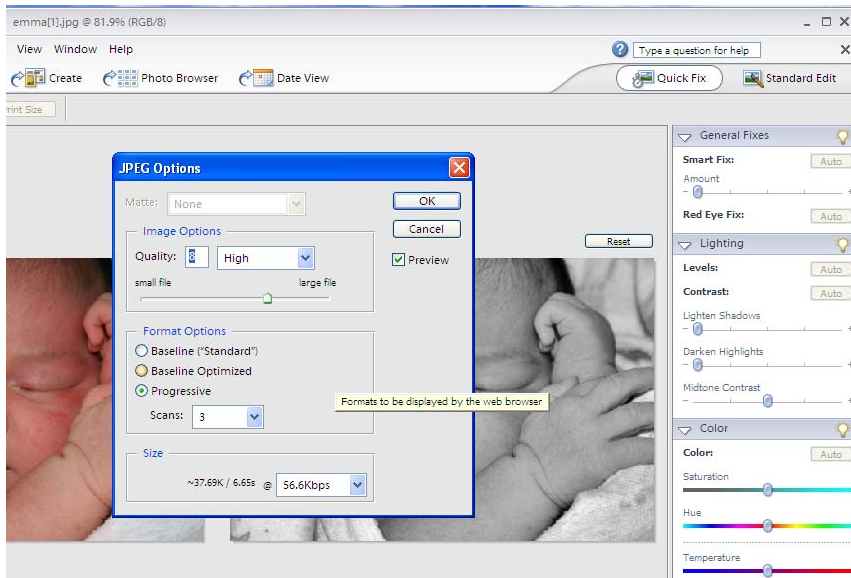 emma[1].jpg @ 81.9% (RGB/8)
View Window Help
Type a question for help
Create Photo Browser Date View
Quick Fix Standard Edit
Print Size
General Fixes
Smart Fix: Auto
Amount
Red Eye Fix: Auto
Lighting
Levels: Auto
Contrast: Auto
Lighten Shadows
Darken Highlights
Midtone Contrast
Color
Color: Auto
Saturation
Hue
Temperature
Reset
JPEG Options
Matte: None
OK
Cancel
Preview
Image Options
Quality: 8 High
small file large file
Format Options
Baseline ("Standard")
Baseline Optimized
Progressive
Scans: 3
Formats to be displayed by the web browser
Size
~37.69K / 6.65s @ 56.6Kbps